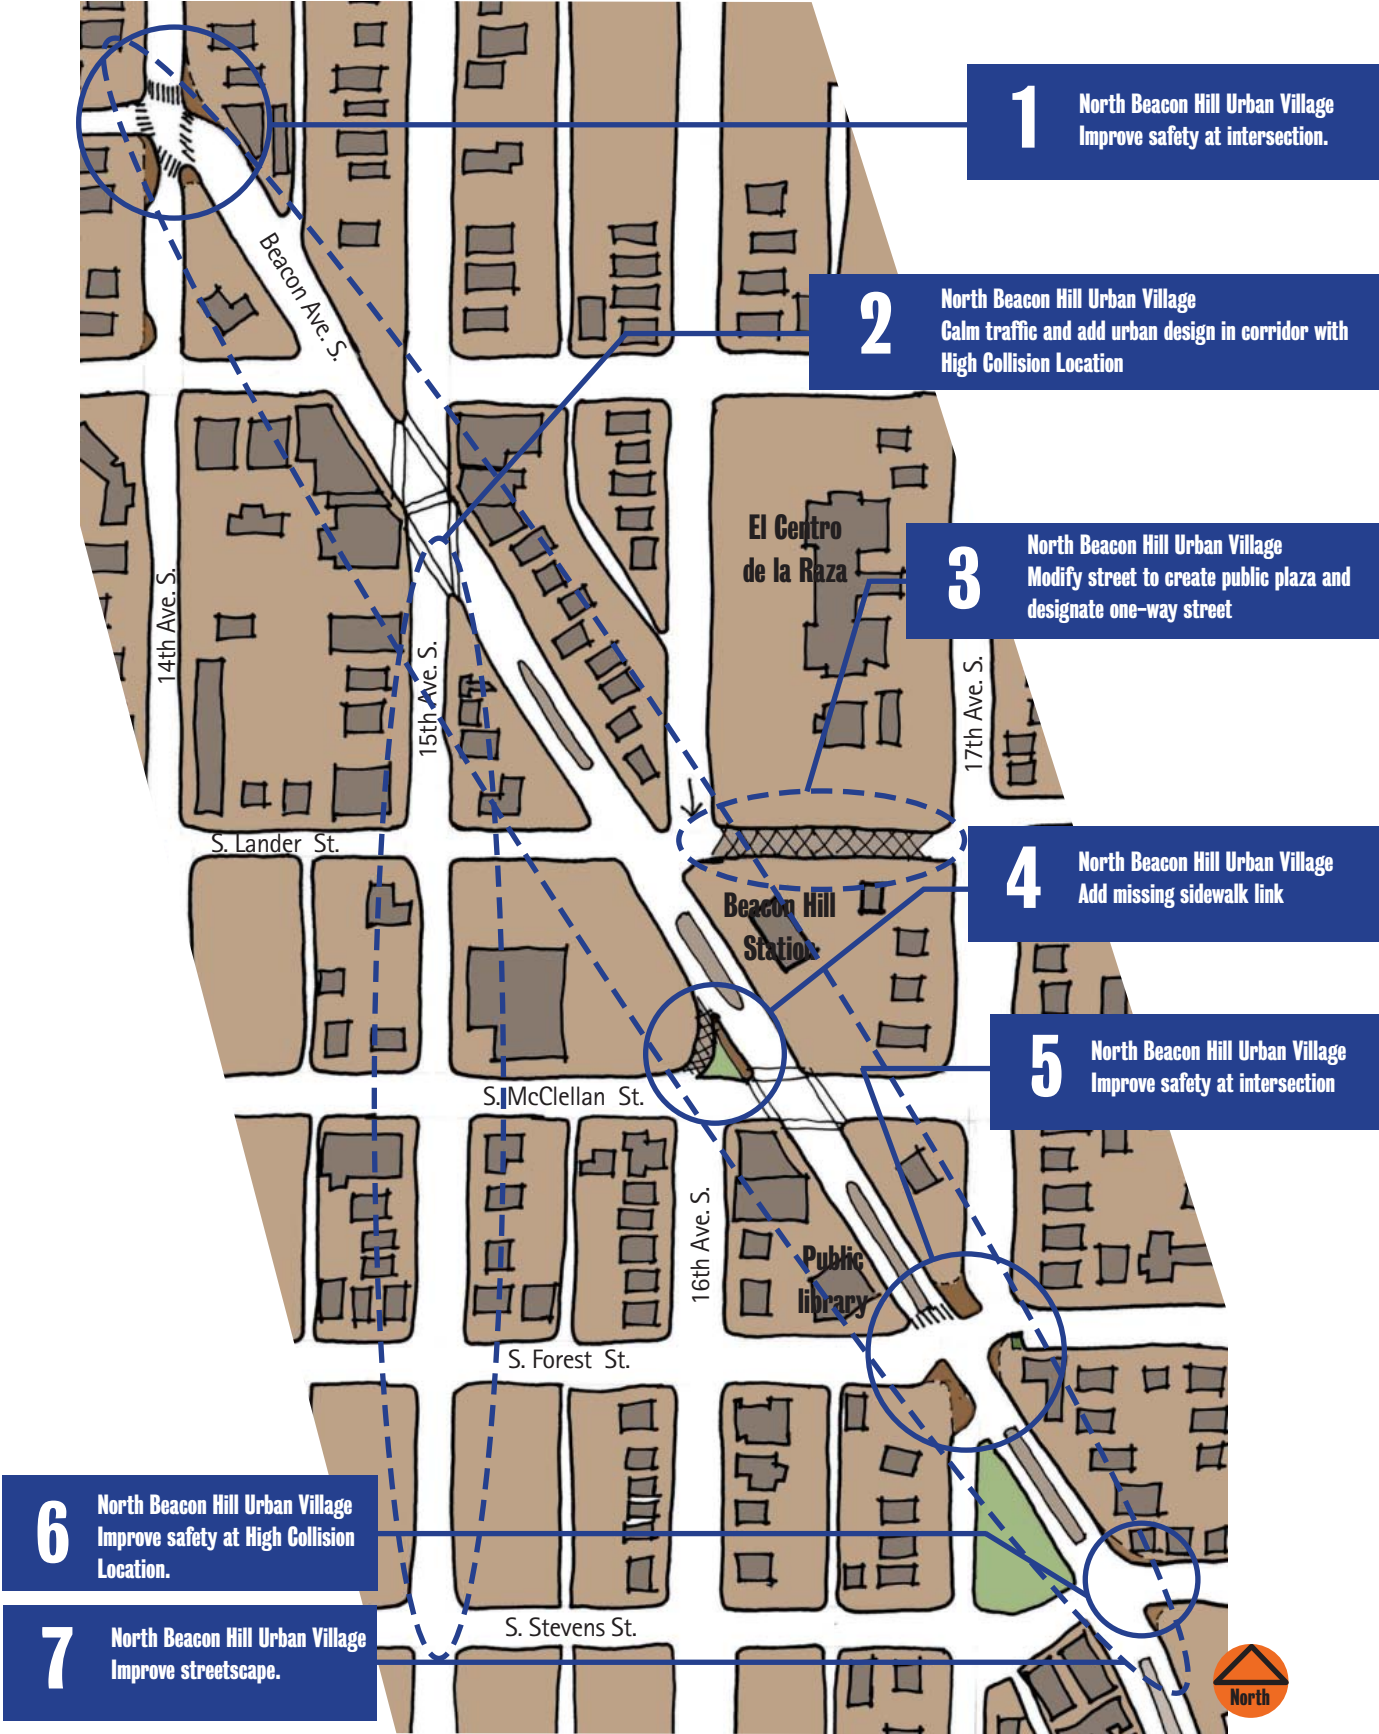 1
North Beacon Hill Urban Village
Improve safety at intersection.
Beacon Ave. S.
2
North Beacon Hill Urban Village
Calm traffic and add urban design in corridor with
High Collision Location
El Centro
de la Raza
3
North Beacon Hill Urban Village
Modify street to create public plaza and
designate one-way street
14th Ave. S.
15th Ave. S.
17th Ave. S.
S. Lander St.
4
North Beacon Hill Urban Village
Add missing sidewalk link
Beacon Hill
Station
5
North Beacon Hill Urban Village
Improve safety at intersection
S. McClellan St.
16th Ave. S.
Public
library
S. Forest St.
6
North Beacon Hill Urban Village
Improve safety at High Collision
Location.
7
North Beacon Hill Urban Village
Improve streetscape.
S. Stevens St.
North